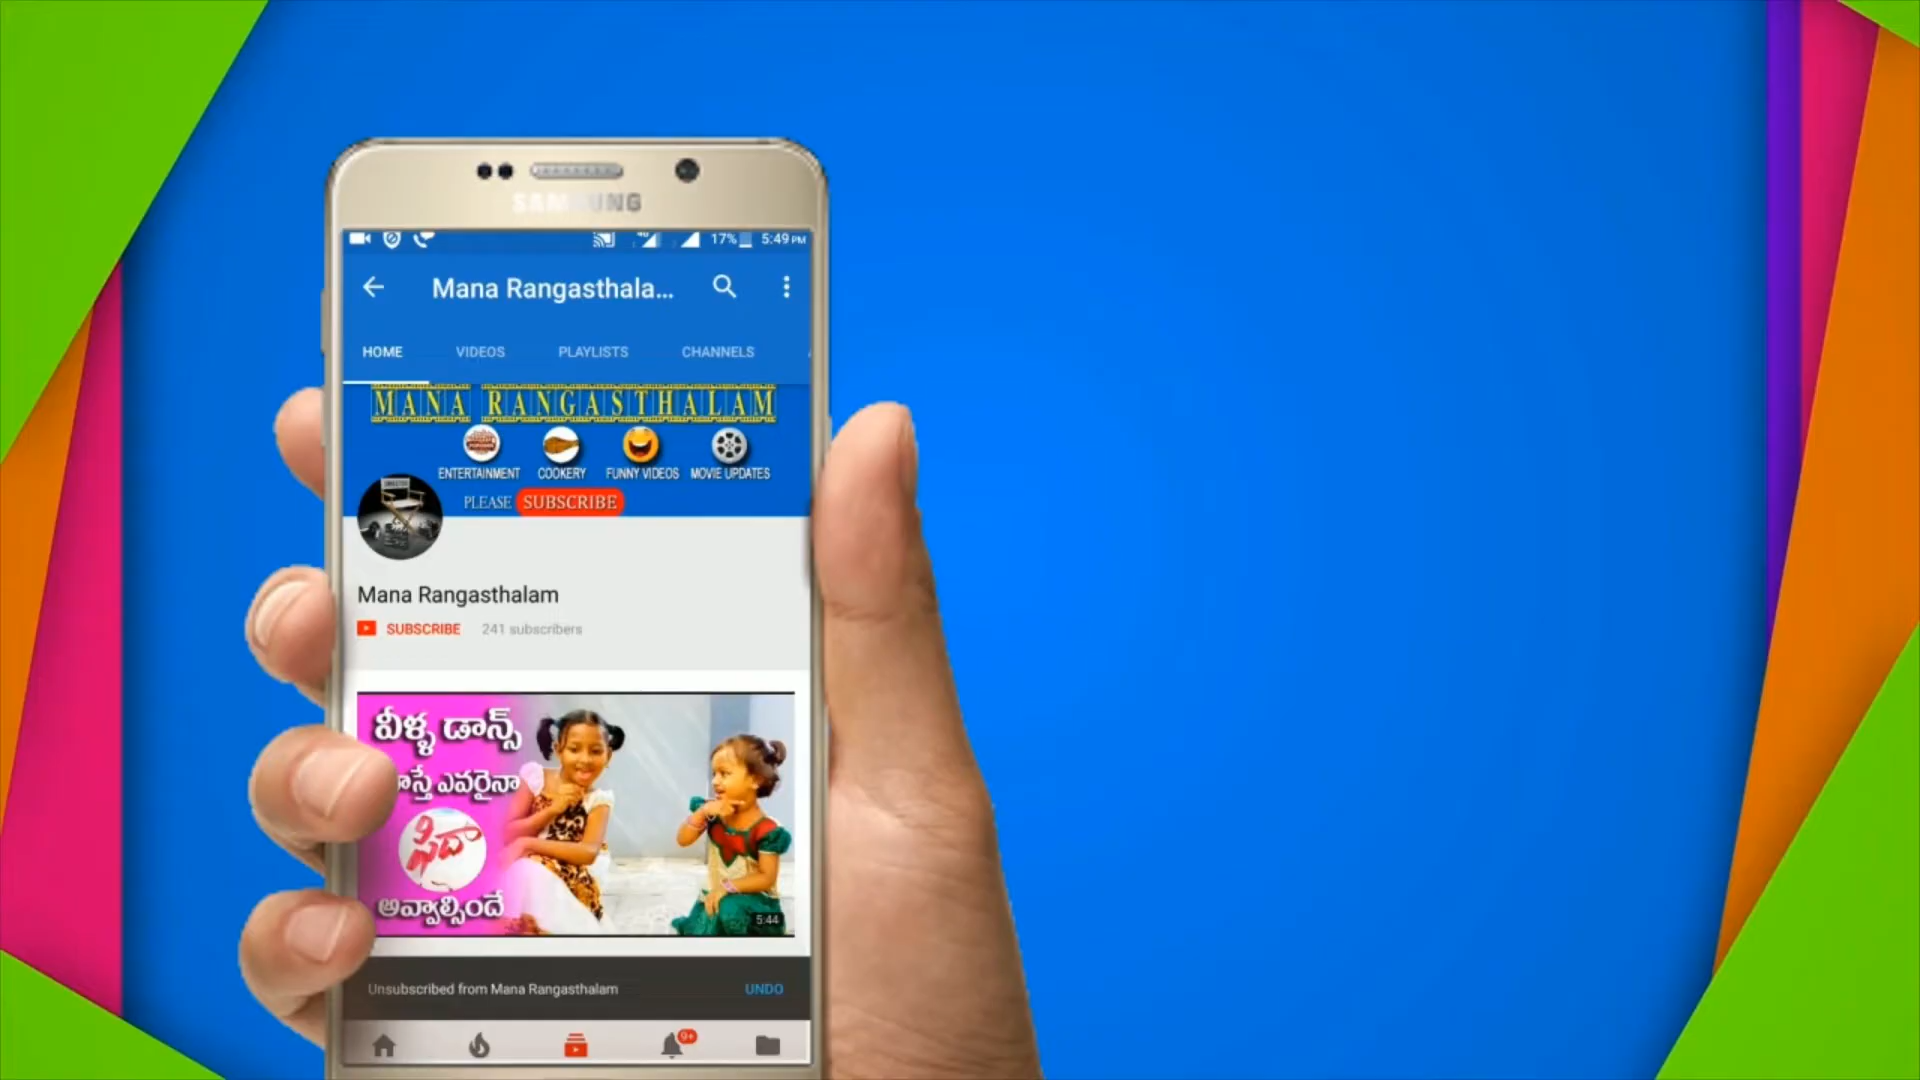 SAMSUNG
17% 5:49 PM
Mana Rangasthala...
HOME VIDEOS PLAYLISTS CHANNELS
MANA RANGASTHALAM
ENTERTAINMENT COOKERY FUNNY VIDEOS MOVIE UPDATES
PLEASE SUBSCRIBE
Mana Rangasthalam
SUBSCRIBE 241 subscribers
వీళ్ళ డాన్స్
ఎవరైనా
ఫిదా
అవ్వాల్సిందే
5:44
Unsubscribed from Mana Rangasthalam UNDO
9+